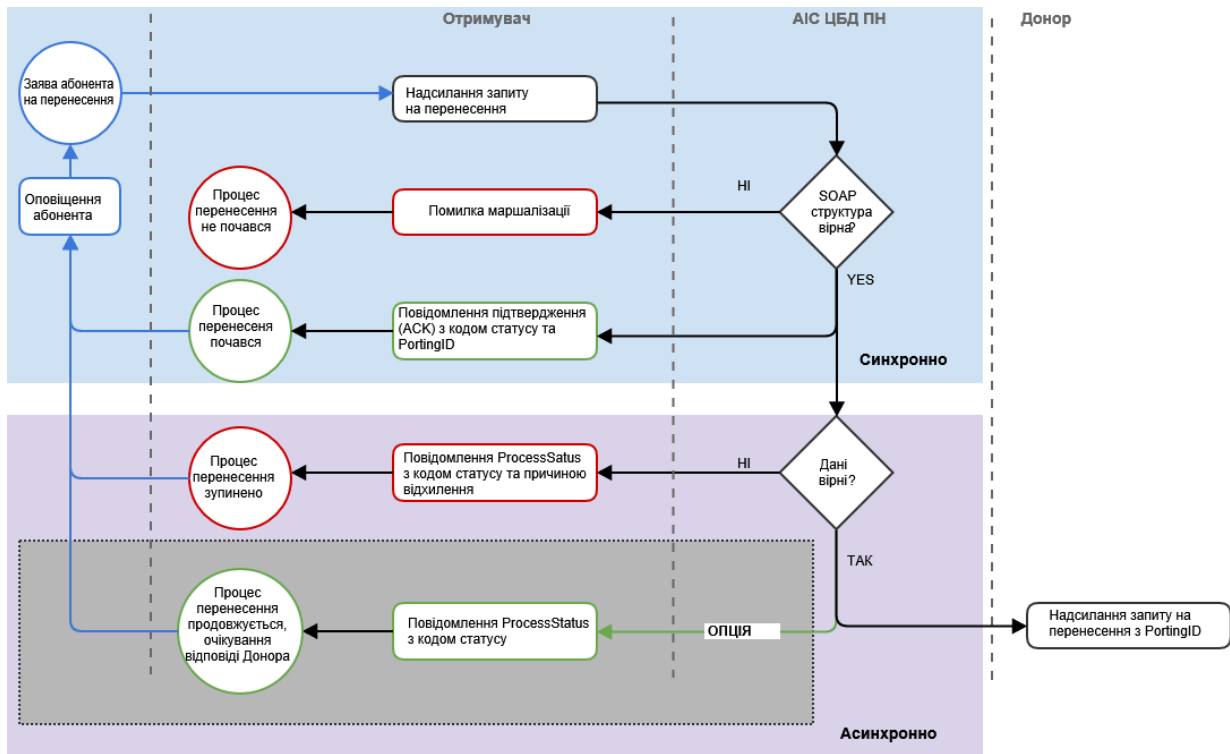 Отримувач
АІС ЦБД ПН
Донор
Заява абонента
на перенесення
Надсилання запиту
на перенесення
Оповіщення
абонента
Процес
перенесення
не почався
Помилка маршалізації
НІ
SOAP
структура
вірна?
YES
Процес
перенесеня
почався
Повідомлення підтвердження
(ACK) з кодом статусу та
PortingID
Синхронно
Процес
перенесення
зупинено
Повідомлення ProcessSatus
з кодом статусу та причиною
відхилення
НІ
Дані
вірні?
ТАК
Процес
перенесення
продовжується,
очікування
відповіді Донора
Повідомлення ProcessStatus
з кодом статусу
ОПЦІЯ
Надсилання запиту на
перенесення з PortingID
Асинхронно